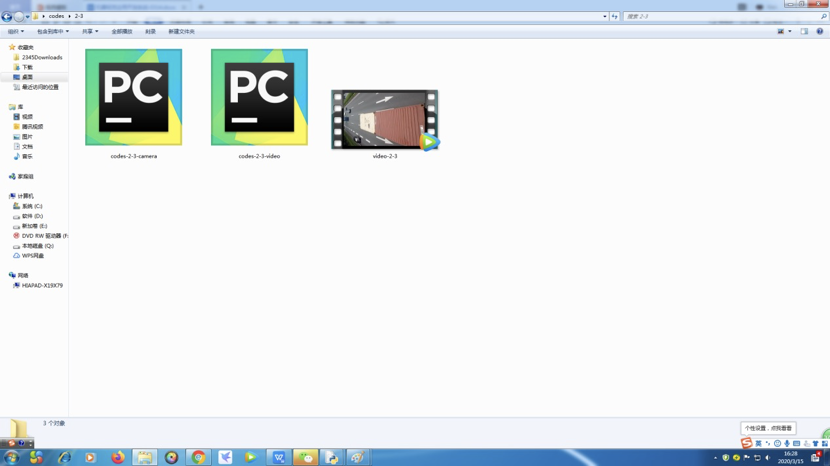 codes ▸ 2-3
搜索 2-3
组织 包含到库中 共享 全部播放 刻录 新建文件夹
收藏夹
2345Downloads
下载
桌面
最近访问的位置
库
视频
腾讯视频
图片
文档
音乐
家庭组
计算机
系统 (C:)
软件 (D:)
新加卷 (E:)
DVD RW 驱动器 (F:
本地磁盘 (Q:)
WPS网盘
网络
HIAPAD-X19X79
PC
codes-2-3-camera
PC
codes-2-3-video
video-2-3
3 个对象
个性设置，点我看看
英
16:28
2020/3/15